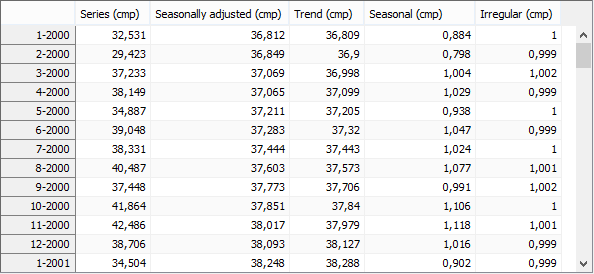 Series (cmp) Seasonally adjusted (cmp) Trend (cmp) Seasonal (cmp) Irregular (cmp)
1-2000 32,531 36,812 36,809 0,884 1
2-2000 29,423 36,849 36,9 0,798 0,999
3-2000 37,233 37,069 36,998 1,004 1,002
4-2000 38,149 37,065 37,099 1,029 0,999
5-2000 34,887 37,211 37,205 0,938 1
6-2000 39,048 37,283 37,32 1,047 0,999
7-2000 38,331 37,444 37,443 1,024 1
8-2000 40,487 37,603 37,573 1,077 1,001
9-2000 37,448 37,773 37,706 0,991 1,002
10-2000 41,864 37,851 37,84 1,106 1
11-2000 42,486 38,017 37,979 1,118 1,001
12-2000 38,706 38,093 38,127 1,016 0,999
1-2001 34,504 38,248 38,288 0,902 0,999